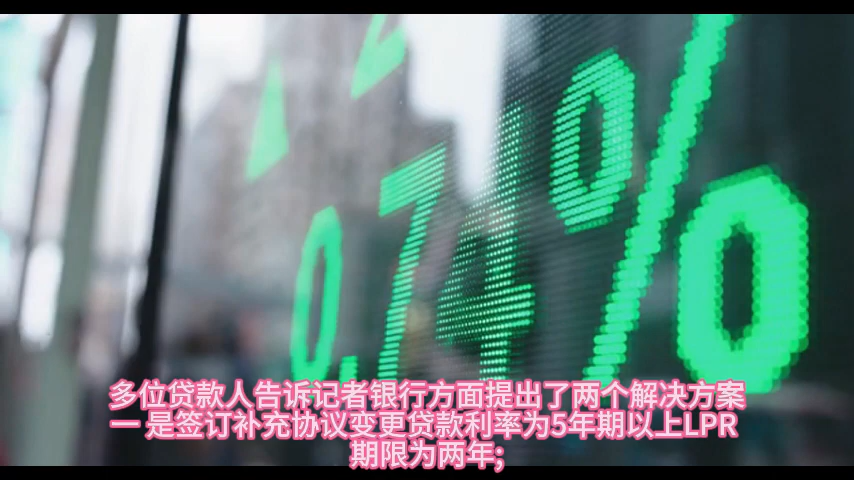 0.74%
多位贷款人告诉记者银行方面提出了两个解决方案
一 是签订补充协议变更贷款利率为5年期以上LPR
期限为两年;